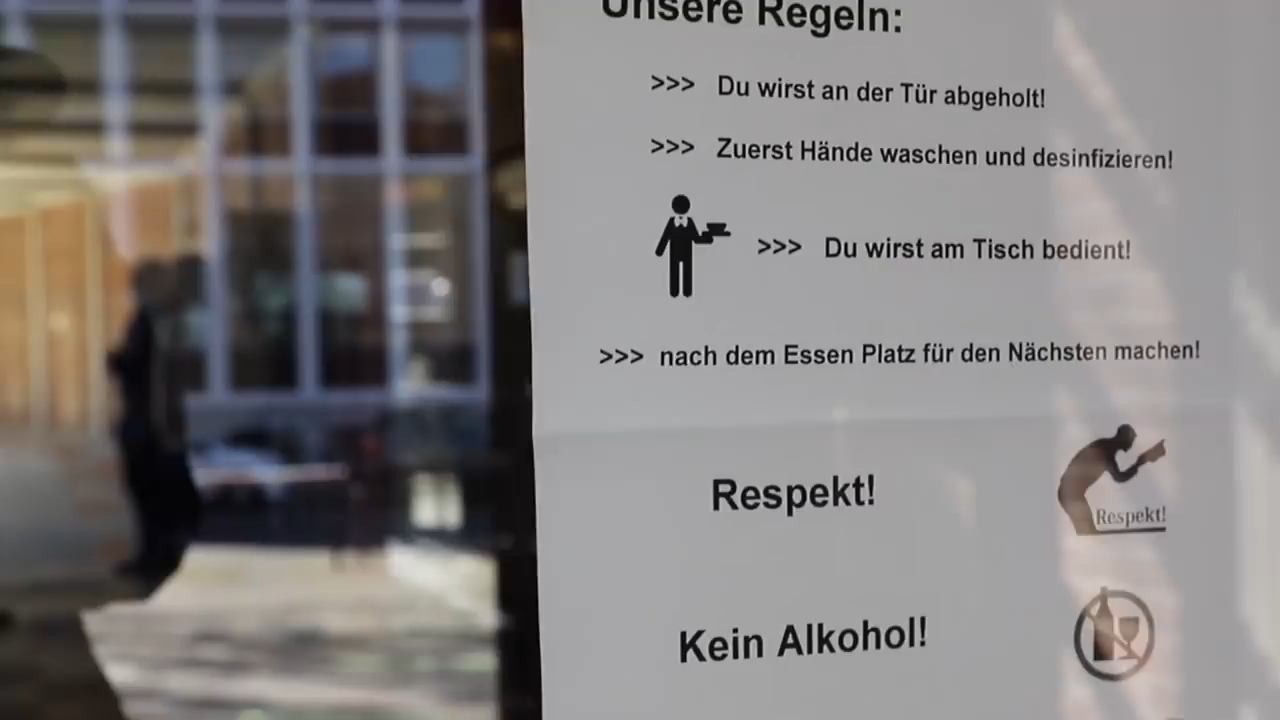 Unsere Regeln:
>>> Du wirst an der Tür abgeholt!
>>> Zuerst Hände waschen und desinfizieren!
>>> Du wirst am Tisch bedient!
>>> nach dem Essen Platz für den Nächsten machen!
Respekt!
Respekt!
Kein Alkohol!